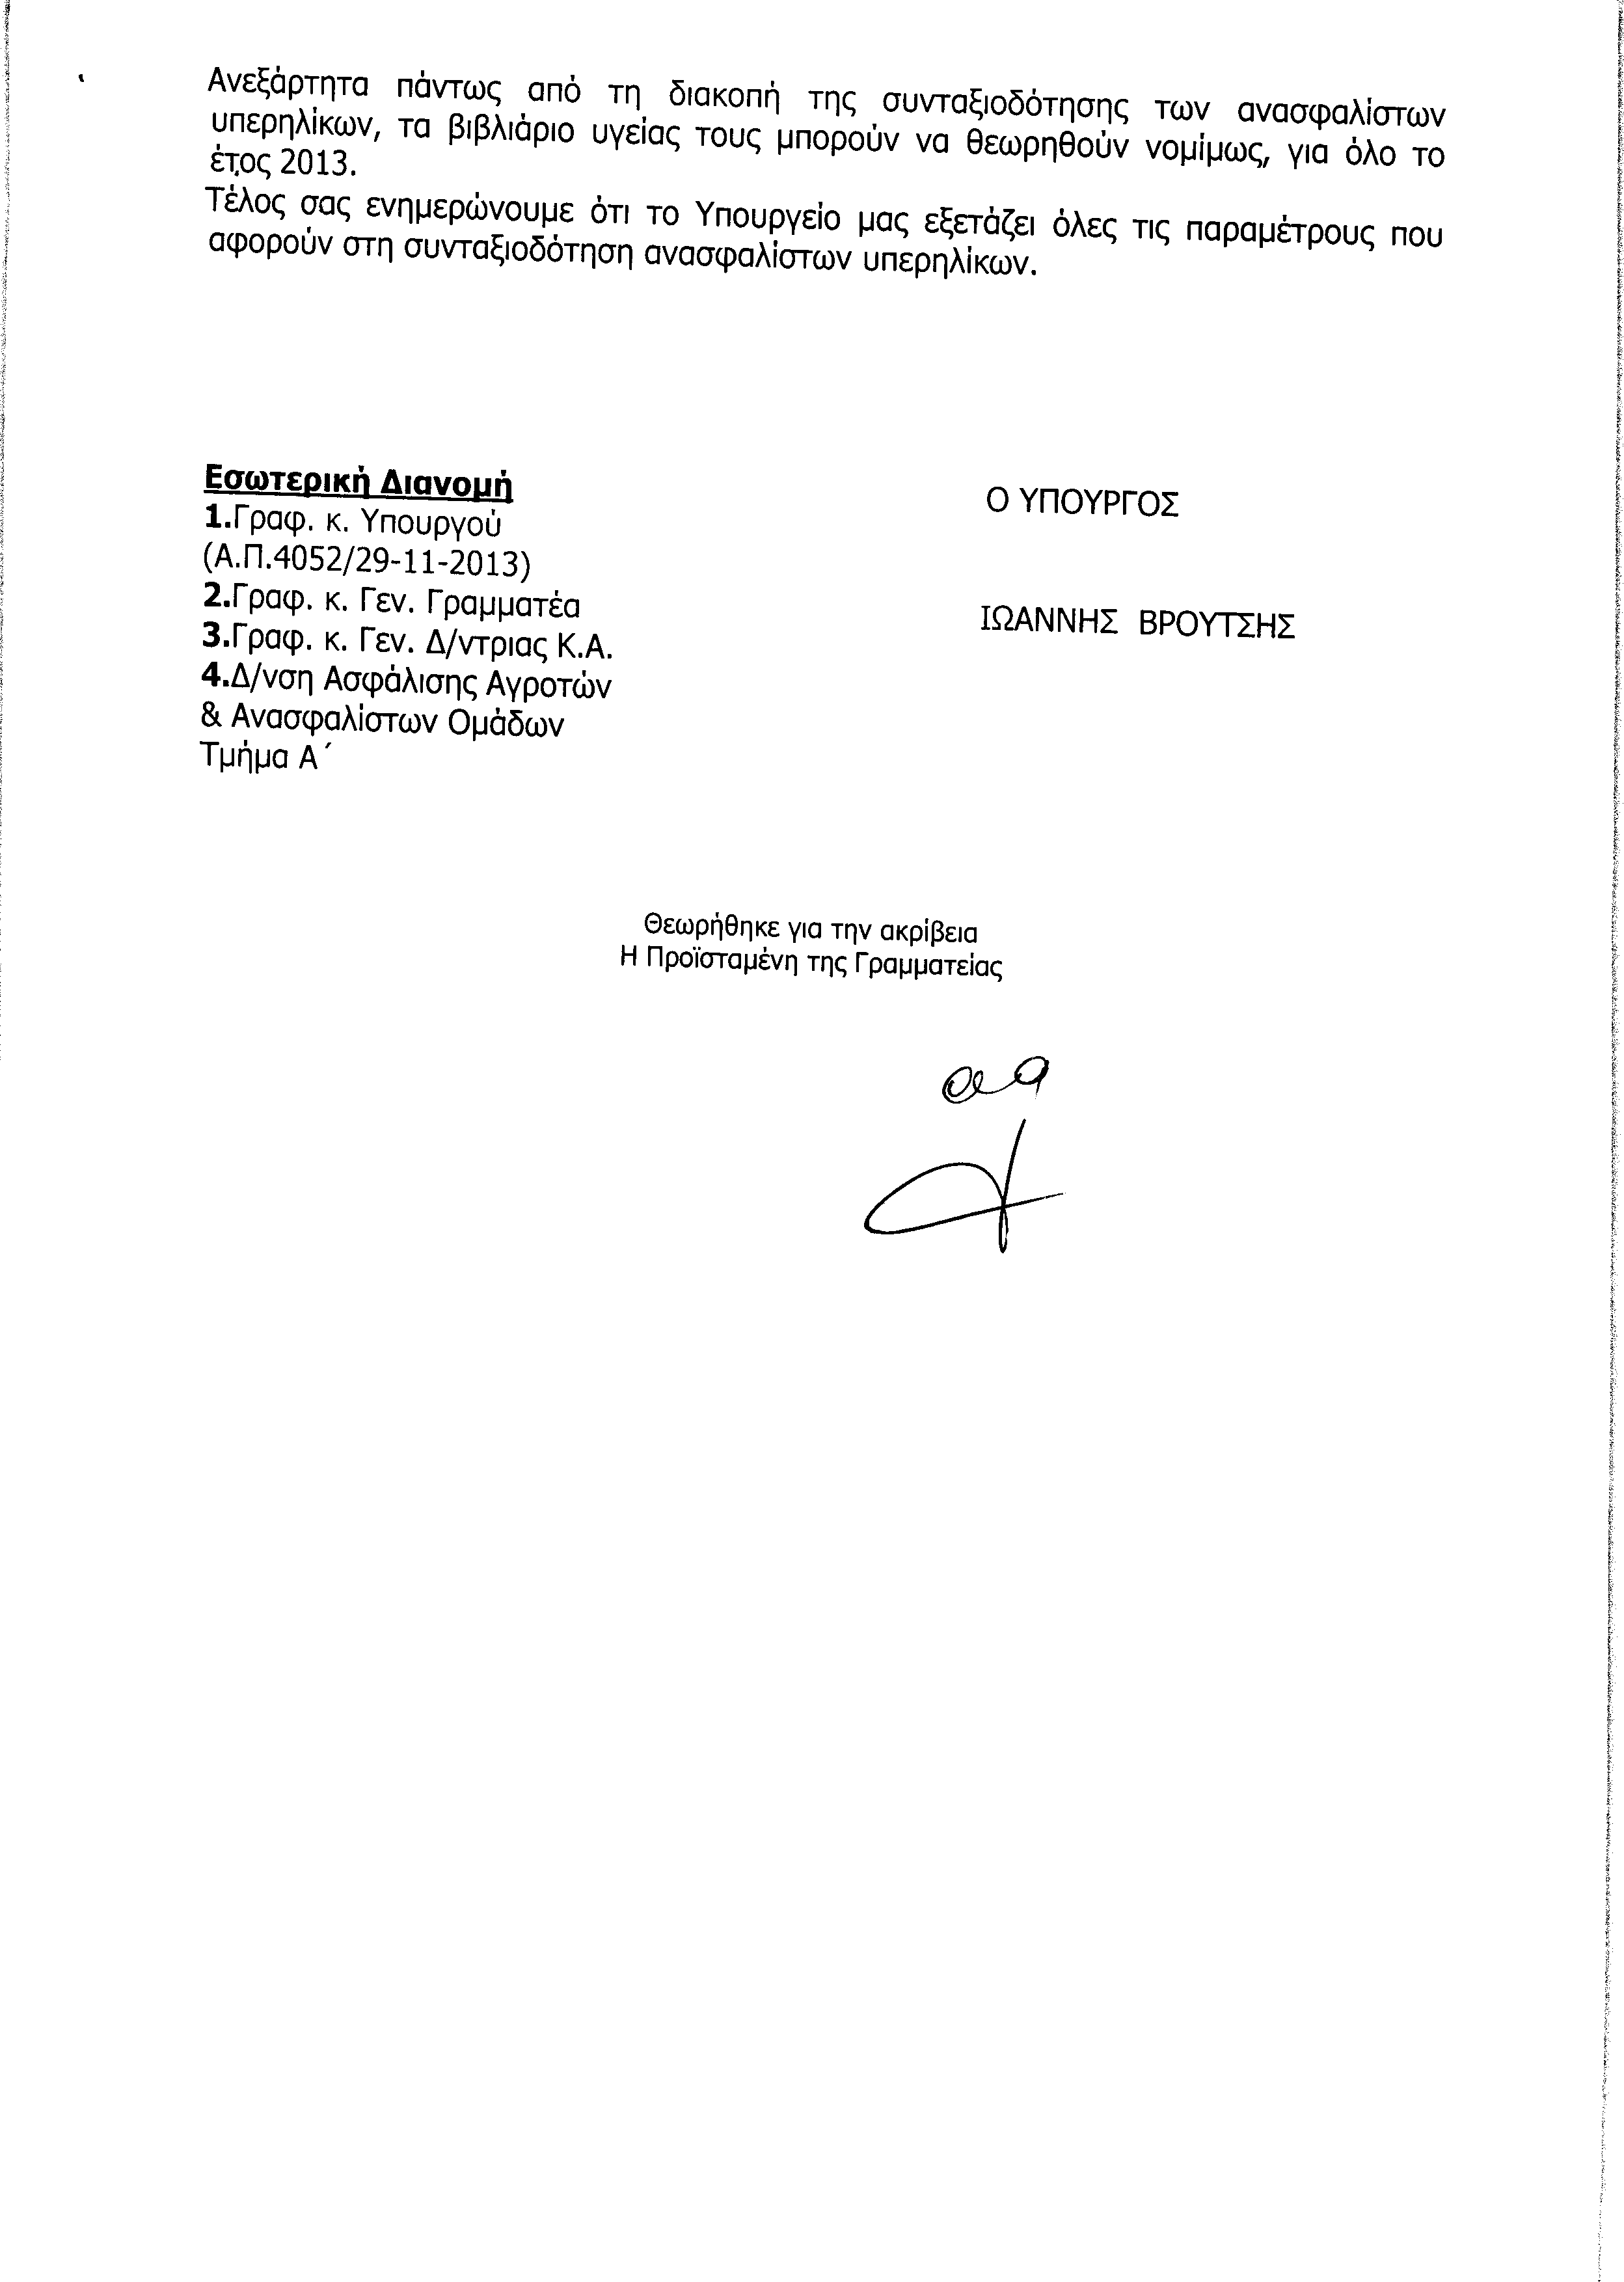 Ανεξάρτητα πάντως από τη διακοπή της συνταξιοδότησης των ανασφαλίστων
υπερηλίκων, τα βιβλιάριο υγείας τους μπορούν να θεωρηθούν νομίμως, για όλο το
έτος 2013.
Τέλος σας ενημερώνουμε ότι το Υπουργείο μας εξετάζει όλες τις παραμέτρους που
αφορούν στη συνταξιοδότηση ανασφαλίστων υπερηλίκων.
Εσωτερική Διανομή
1.Γραφ. κ. Υπουργού
(Α.Π.4052/29-11-2013)
2.Γραφ. κ. Γεν. Γραμματέα
3.Γραφ. κ. Γεν. Δ/ντριας Κ.Α.
4.Δ/νση Ασφάλισης Αγροτών
& Ανασφαλίστων Ομάδων
Τμήμα Α΄
Ο ΥΠΟΥΡΓΟΣ
ΙΩΑΝΝΗΣ ΒΡΟΥΤΣΗΣ
Θεωρήθηκε για την ακρίβεια
Η Προϊσταμένη της Γραμματείας